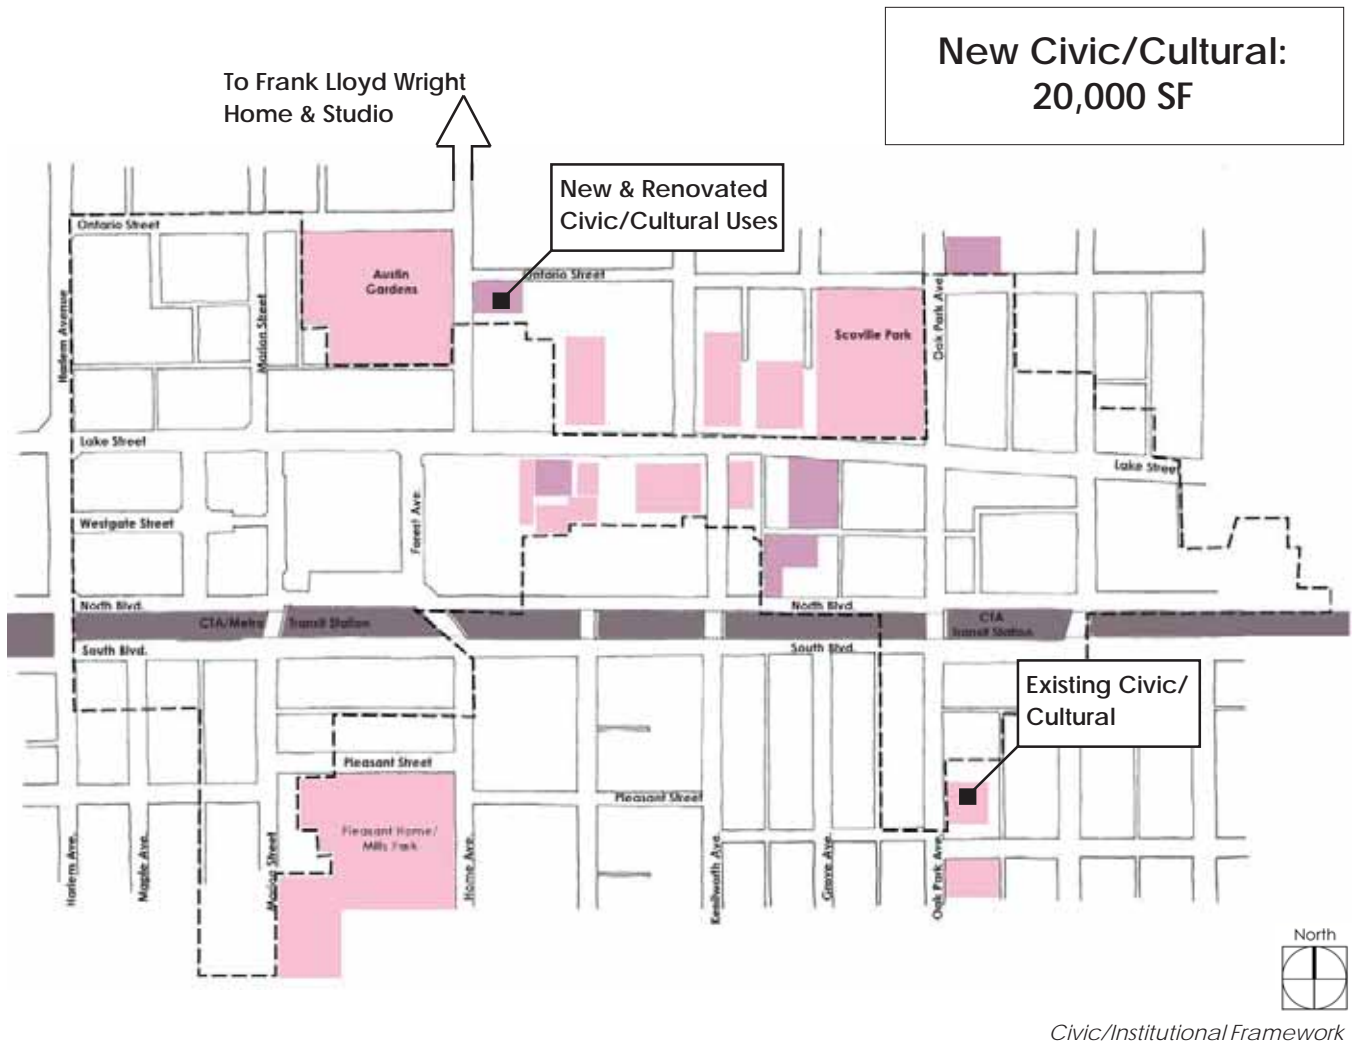 New Civic/Cultural:
20,000 SF
To Frank Lloyd Wright
Home & Studio
New & Renovated
Civic/Cultural Uses
Ontario Street
Austin
Gardens
Ontario Street
Harlem Avenue
Marion Street
Scoville Park
Oak Park Ave.
Lake Street
Lake Street
Westgate Street
Forest Ave.
North Blvd.
North Blvd.
CTA/Metra
Transit Station
CTA
Transit Station
South Blvd.
South Blvd.
Existing Civic/
Cultural
Pleasant Street
Pleasant Street
Pleasant Home/
Mills Park
Harlem Ave.
Maple Ave.
Marion Street
Home Ave.
Kenilworth Ave.
Grove Ave.
Oak Park Ave.
North
Civic/Institutional Framework